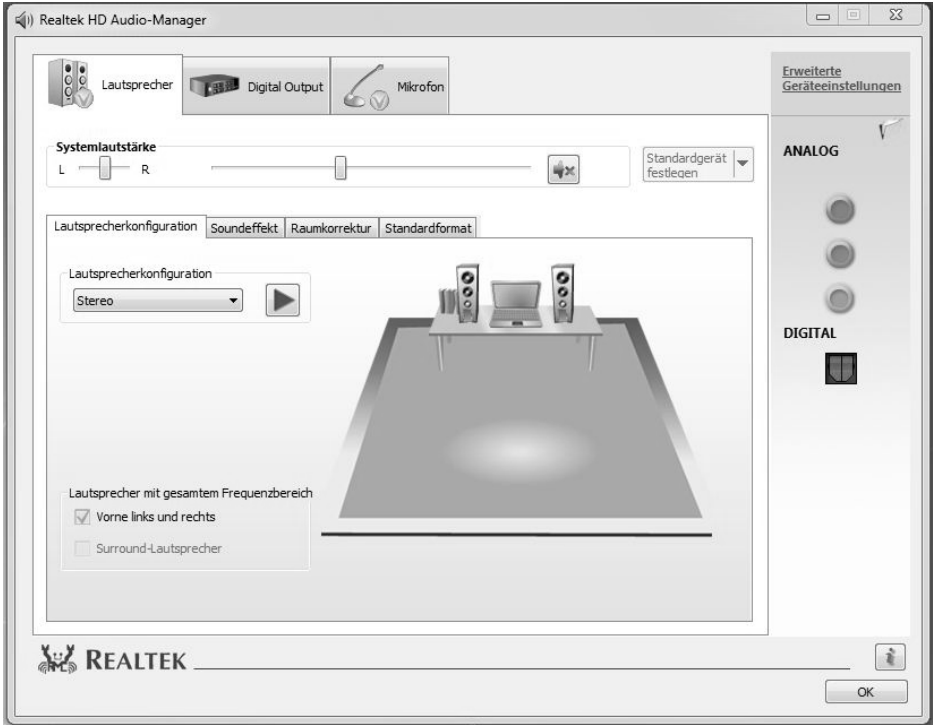 Realtek HD Audio-Manager
Lautsprecher
Digital Output
Mikrofon
Erweiterte
Geräteeinstellungen
Systemlautstärke
L
R
Standardgerät
festlegen
ANALOG
Lautsprecherkonfiguration
Soundeffekt
Raumkorrektur
Standardformat
Lautsprecherkonfiguration
Stereo
DIGITAL
Lautsprecher mit gesamtem Frequenzbereich
Vorne links und rechts
Surround-Lautsprecher
REALTEK
i
OK